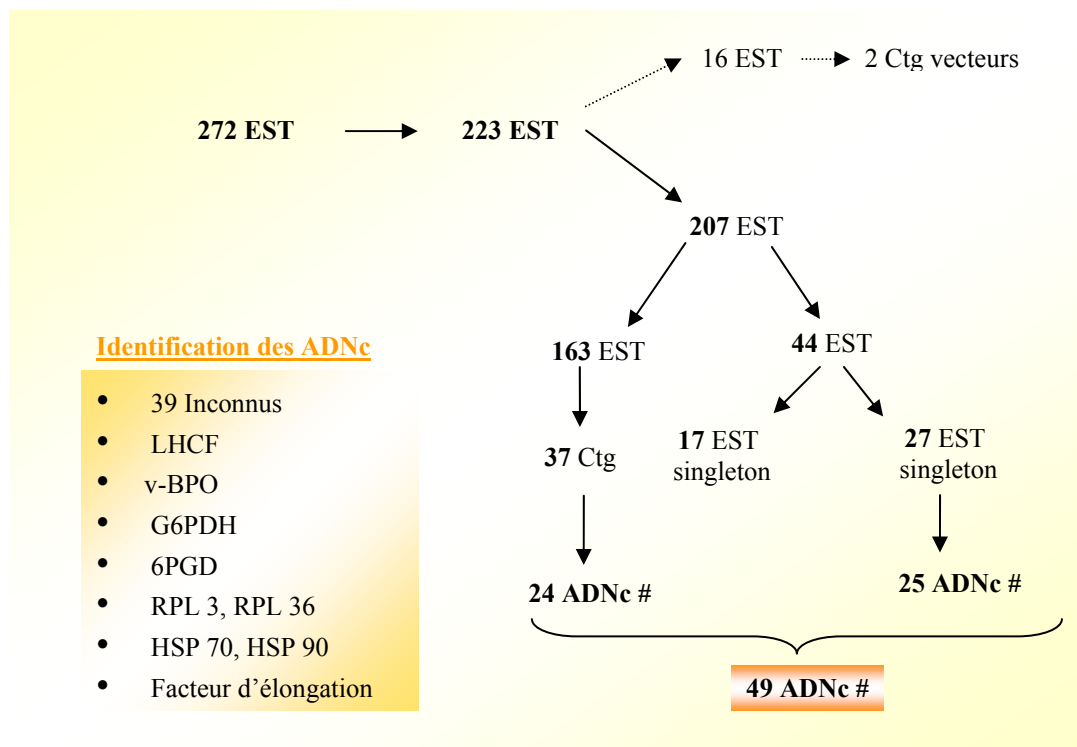 16 EST
2 Ctg vecteurs
272 EST
223 EST
207 EST
163 EST
44 EST
37 Ctg
17 EST
singleton
27 EST
singleton
24 ADNc #
25 ADNc #
49 ADNc #
Identification des ADNc
• 39 Inconnus
• LHCF
• v-BPO
• G6PDH
• 6PGD
• RPL 3, RPL 36
• HSP 70, HSP 90
• Facteur d’élongation